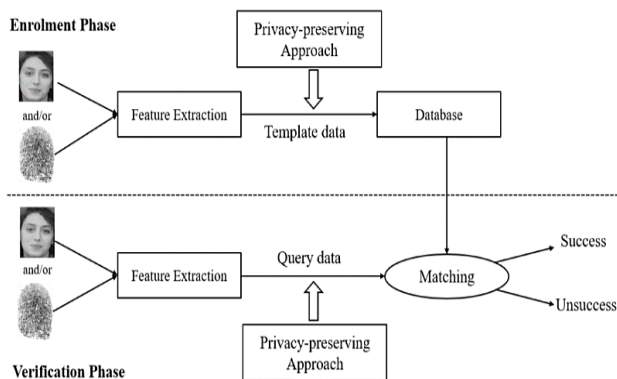 Enrolment Phase
Privacy-preserving
Approach
and/or
Feature Extraction
Template data
Database
and/or
Feature Extraction
Query data
Matching
Success
Unsuccess
Privacy-preserving
Approach
Verification Phase